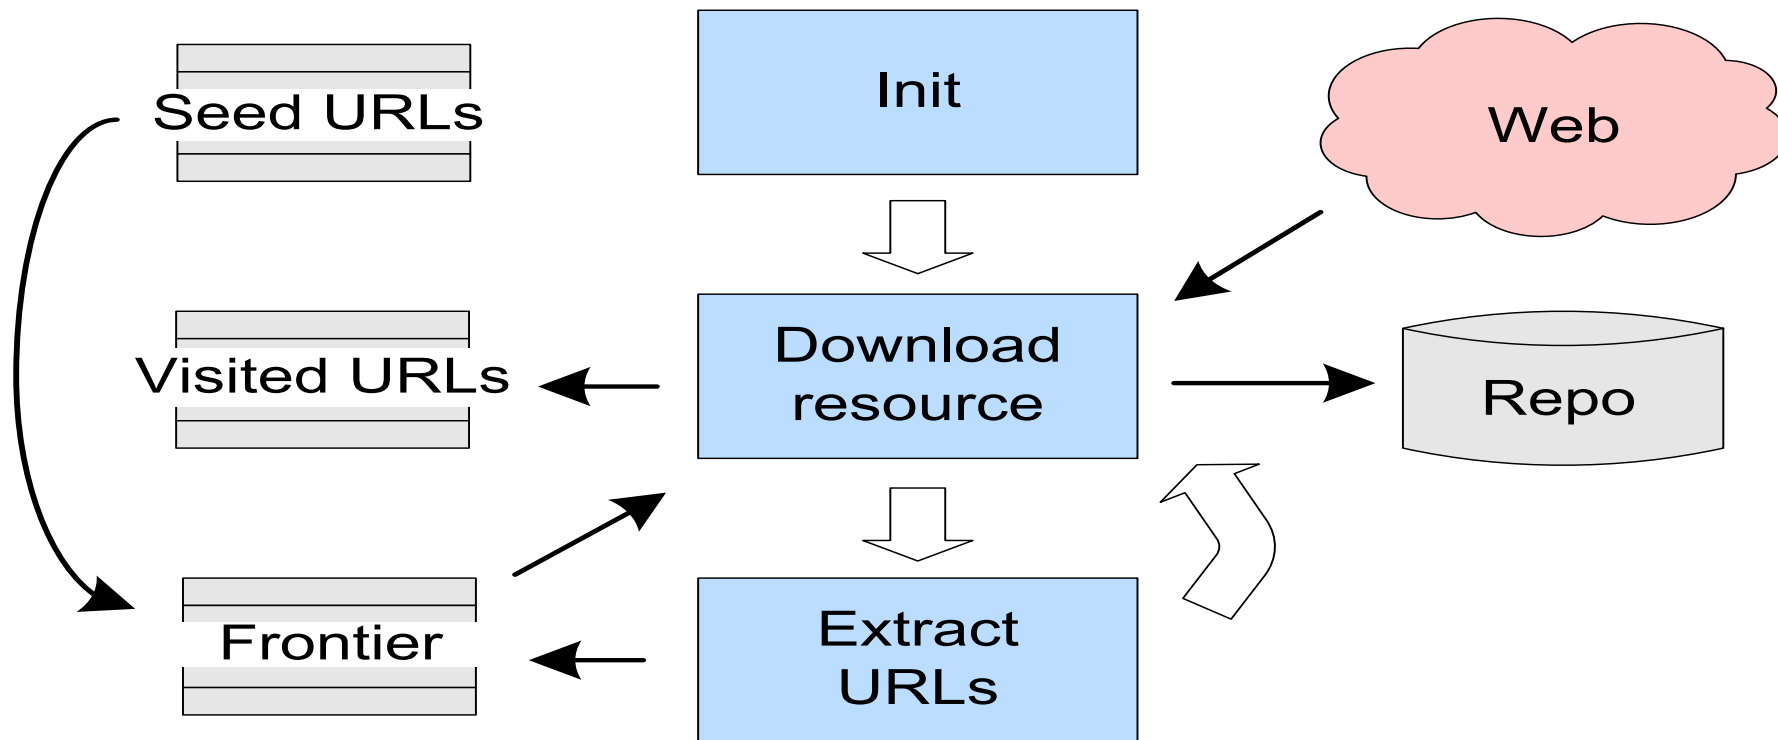 Seed URLs
Init
Web
Visited URLs
Download
resource
Repo
Frontier
Extract
URLs